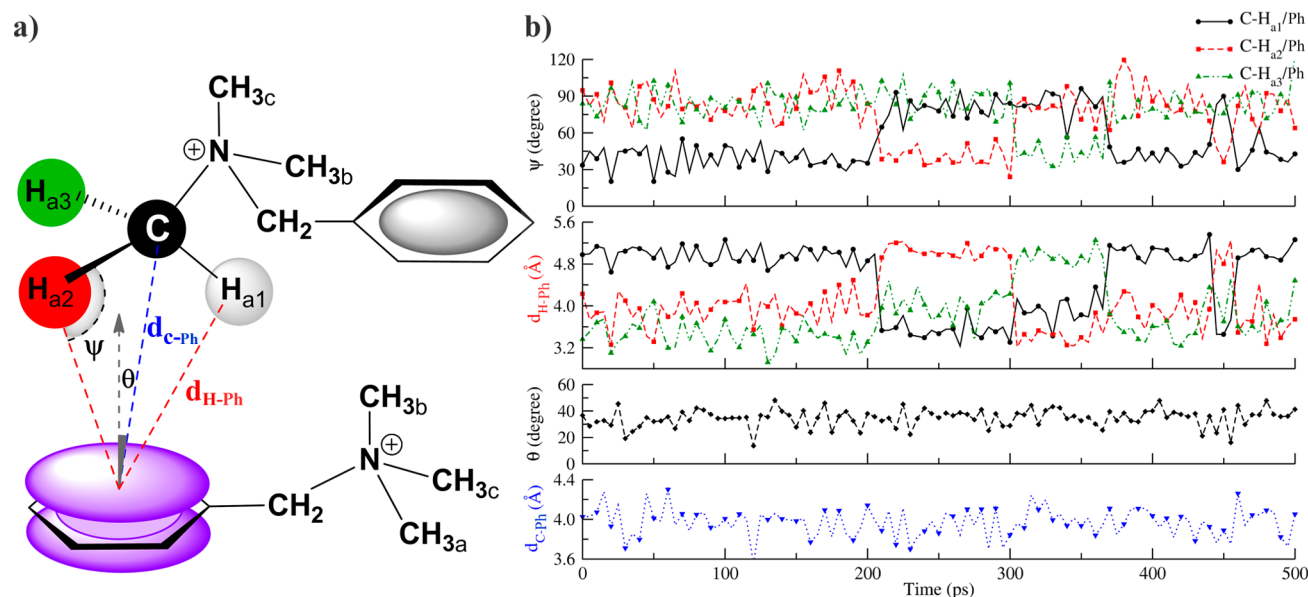 a)
CH3c
⊕
N
CH3b
Ha3
C
CH2
Ha2
Ha1
ψ
dc-Ph
θ
dH-Ph
CH3b
⊕
N
CH3c
CH2
CH3a
b)
C-Ha1/Ph
C-Ha2/Ph
C-Ha3/Ph
120
90
60
30
0
ψ (degree)
5.6
4.8
4.0
3.2
dH-Ph (Å)
60
40
20
0
θ (degree)
4.4
4.0
3.6
dC-Ph (Å)
0 100 200 300 400 500
Time (ps)